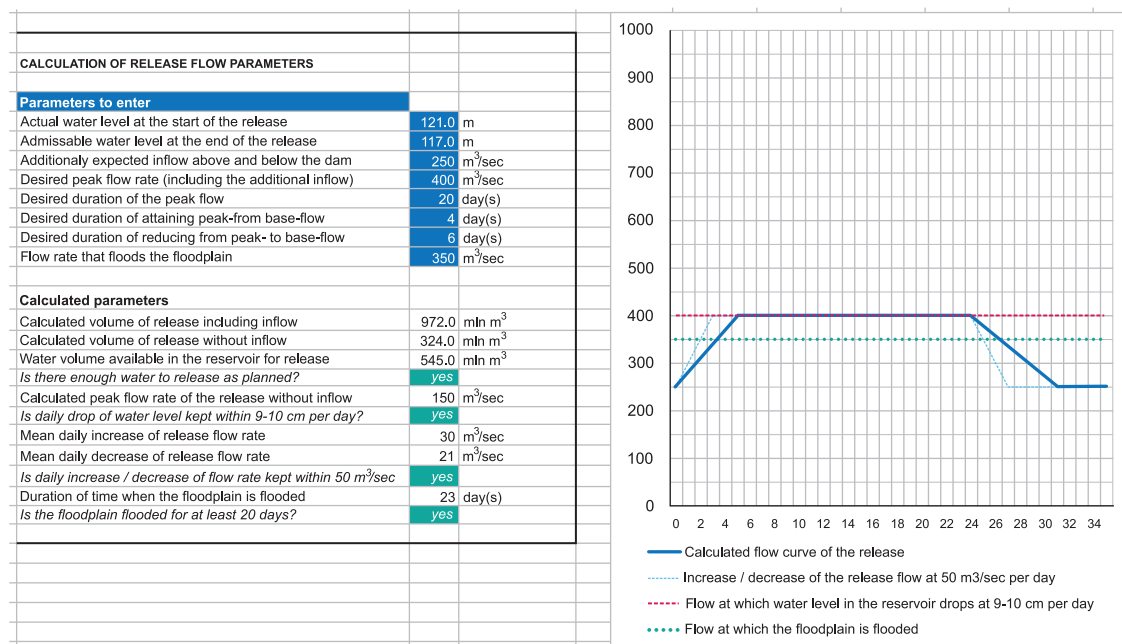 CALCULATION OF RELEASE FLOW PARAMETERS
Parameters to enter
Actual water level at the start of the release 121.0 m
Admissable water level at the end of the release 117.0 m
Additionaly expected inflow above and below the dam 250 m³/sec
Desired peak flow rate (including the additional inflow) 400 m³/sec
Desired duration of the peak flow 20 day(s)
Desired duration of attaining peak-from base-flow 4 day(s)
Desired duration of reducing from peak- to base-flow 6 day(s)
Flow rate that floods the floodplain 350 m³/sec
Calculated parameters
Calculated volume of release including inflow 972.0 mln m³
Calculated volume of release without inflow 324.0 mln m³
Water volume available in the reservoir for release 545.0 mln m³
Is there enough water to release as planned? yes
Calculated peak flow rate of the release without inflow 150 m³/sec
Is daily drop of water level kept within 9-10 cm per day? yes
Mean daily increase of release flow rate 30 m³/sec
Mean daily decrease of release flow rate 21 m³/sec
Is daily increase / decrease of flow rate kept within 50 m³/sec yes
Duration of time when the floodplain is flooded 23 day(s)
Is the floodplain flooded for at least 20 days? yes
1000
900
800
700
600
500
400
300
200
100
0
0 2 4 6 8 10 12 14 16 18 20 22 24 26 28 30 32 34
Calculated flow curve of the release
Increase / decrease of the release flow at 50 m3/sec per day
Flow at which water level in the reservoir drops at 9-10 cm per day
Flow at which the floodplain is flooded